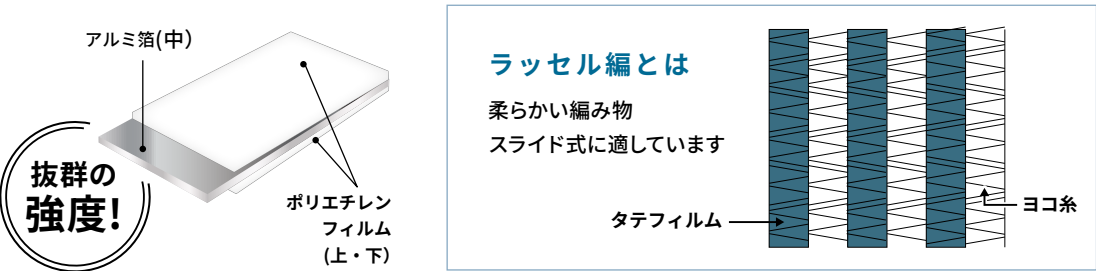 アルミ箔(中)
抜群の
強度!
ポリエチレン
フィルム
(上・下)
ラッセル編とは
柔らかい編み物
スライド式に適しています
タテフィルム
ヨコ糸